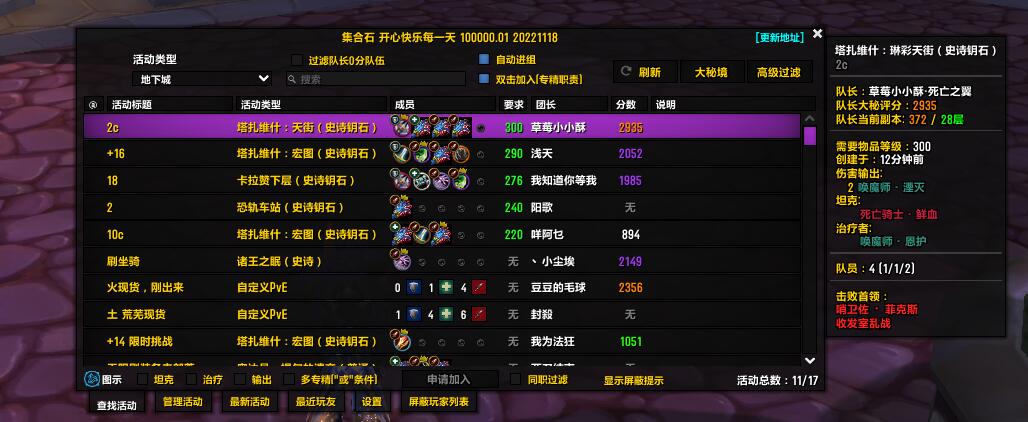 集合石 开心快乐每一天 100000.01 20221118
[更新地址]
活动类型
地下城
过滤队长0分队伍
搜索
自动进组
双击加入(专精职责)
刷新
大秘境
高级过滤
@ 活动标题 活动类型 成员 要求 团长 分数 说明
2c 塔扎维什：天街（史诗钥石） 300 草莓小小酥 2935
+16 塔扎维什：宏图（史诗钥石） 290 浅天 2052
18 卡拉赞下层（史诗钥石） 276 我知道你等我 1985
2 恐轨车站（史诗钥石） 240 阳歌 无
10c 塔扎维什：宏图（史诗钥石） 220 咩阿乜 894
刷坐骑 诸王之眠（史诗） 无 丶小尘埃 2149
火现货，刚出来 自定义PvE 0 1 4 无 豆豆的毛球 2356
土 荒芜现货 自定义PvE 1 4 6 无 封殺 无
+14 限时挑战 塔扎维什：宏图（史诗钥石） 无 我为法狂 1051
图示 坦克 治疗 输出 多专精("或"条件) 申请加入 同职过滤 显示屏蔽提示 活动总数：11/17
查找活动 管理活动 最新活动 最近玩友 设置 屏蔽玩家列表
塔扎维什：琳彩天街（史诗钥石）
2c
队长：草莓小小酥-死亡之翼
队长大秘评分：2935
队长当前副本: 372 / 28层
需要物品等级：300
创建于：12分钟前
伤害输出:
2 唤魔师 - 湮灭
坦克:
死亡骑士 - 鲜血
治疗者:
唤魔师 - 恩护
队员：4 (1/1/2)
击败首领：
哨卫佐·菲克斯
收发室乱战